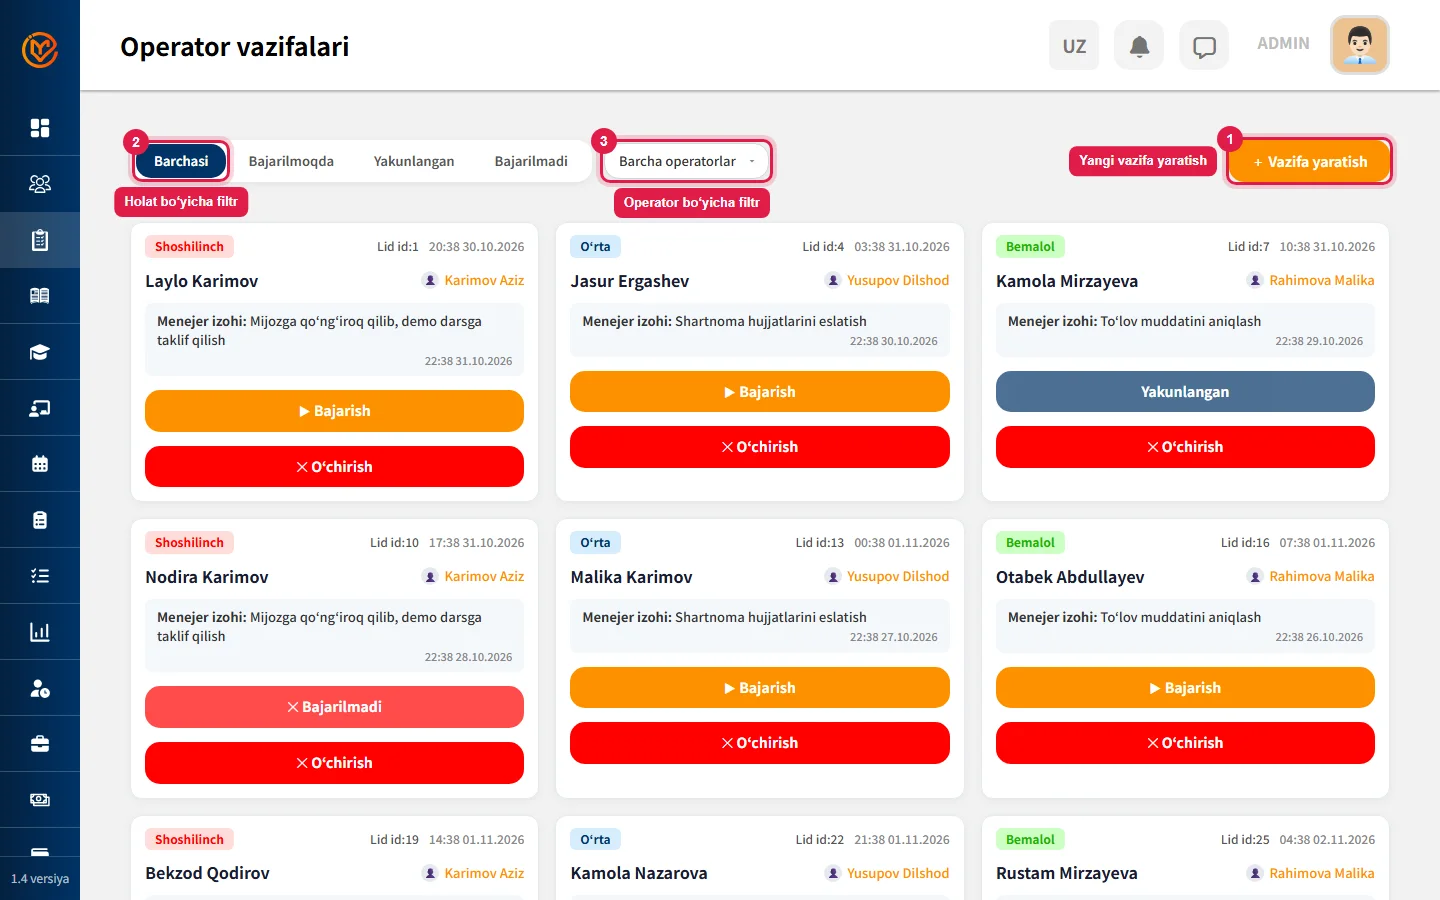 Operator vazifalari
UZ
ADMIN
2
Barchasi
Bajarilmoqda
Yakunlangan
Bajarilmadi
3
Barcha operatorlar
Yangi vazifa yaratish
1
+ Vazifa yaratish
Holat bo‘yicha filtr
Operator bo‘yicha filtr
Shoshilinch
Lid id:1 20:38 30.10.2026
Laylo Karimov
Karimov Aziz
Menejer izohi: Mijozga qo‘ng‘iroq qilib, demo darsga
taklif qilish
22:38 31.10.2026
Bajarish
O‘chirish
O‘rta
Lid id:4 03:38 31.10.2026
Jasur Ergashev
Yusupov Dilshod
Menejer izohi: Shartnoma hujjatlarini eslatish
22:38 30.10.2026
Bajarish
O‘chirish
Bemalol
Lid id:7 10:38 31.10.2026
Kamola Mirzayeva
Rahimova Malika
Menejer izohi: To‘lov muddatini aniqlash
22:38 29.10.2026
Yakunlangan
O‘chirish
Shoshilinch
Lid id:10 17:38 31.10.2026
Nodira Karimov
Karimov Aziz
Menejer izohi: Mijozga qo‘ng‘iroq qilib, demo darsga
taklif qilish
22:38 28.10.2026
Bajarilmadi
O‘chirish
O‘rta
Lid id:13 00:38 01.11.2026
Malika Karimov
Yusupov Dilshod
Menejer izohi: Shartnoma hujjatlarini eslatish
22:38 27.10.2026
Bajarish
O‘chirish
Bemalol
Lid id:16 07:38 01.11.2026
Otabek Abdullayev
Rahimova Malika
Menejer izohi: To‘lov muddatini aniqlash
22:38 26.10.2026
Bajarish
O‘chirish
Shoshilinch
Lid id:19 14:38 01.11.2026
Bekzod Qodirov
Karimov Aziz
O‘rta
Lid id:22 21:38 01.11.2026
Kamola Nazarova
Yusupov Dilshod
Bemalol
Lid id:25 04:38 02.11.2026
Rustam Mirzayeva
Rahimova Malika
1.4 versiya